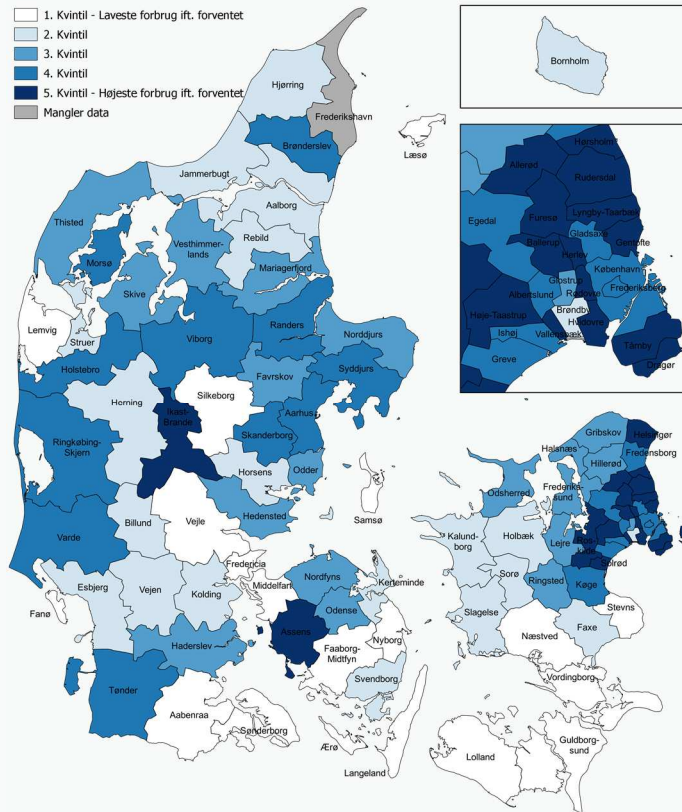 1. Kvintil - Laveste forbrug ift. forventet
2. Kvintil
3. Kvintil
4. Kvintil
5. Kvintil - Højeste forbrug ift. forventet
Mangler data
Hjørring
Frederikshavn
Læsø
Brønderslev
Jammerbugt
Aalborg
Thisted
Rebild
Vesthimmer-
lands
Morsø
Mariagerfjord
Skive
Lemvig
Struer
Viborg
Randers
Norddjurs
Holstebro
Favrskov
Syddjurs
Silkeborg
Herning
Ikast-
Brande
Aarhus
Skanderborg
Ringkøbing-
Skjern
Horsens
Odder
Samsø
Hedensted
Billund
Vejle
Varde
Fredericia
Middelfart
Nordfyns
Kerteminde
Esbjerg
Vejen
Kolding
Fanø
Odense
Assens
Nyborg
Faaborg-
Midtfyn
Haderslev
Svendborg
Tønder
Aabenraa
Sønderborg
Ærø
Langeland
Bornholm
Hørsholm
Allerød
Rudersdal
Egedal
Furesø
Lyngby-Taarbæk
Gladsaxe
Ballerup
Gentofte
Herlev
København
Glostrup
Rødovre
Frederiksberg
Albertslund
Brøndby
Høje-Taastrup
Hvidovre
Ishøj
Vallensbæk
Greve
Tårnby
Dragør
Gribskov
Helsingør
Halsnæs
Fredensborg
Hillerød
Odsherred
Frederiks-
sund
Kalund-
borg
Holbæk
Lejre
Ros-
kilde
Solrød
Sorø
Ringsted
Køge
Slagelse
Stevns
Næstved
Faxe
Vordingborg
Lolland
Guldborg-
sund